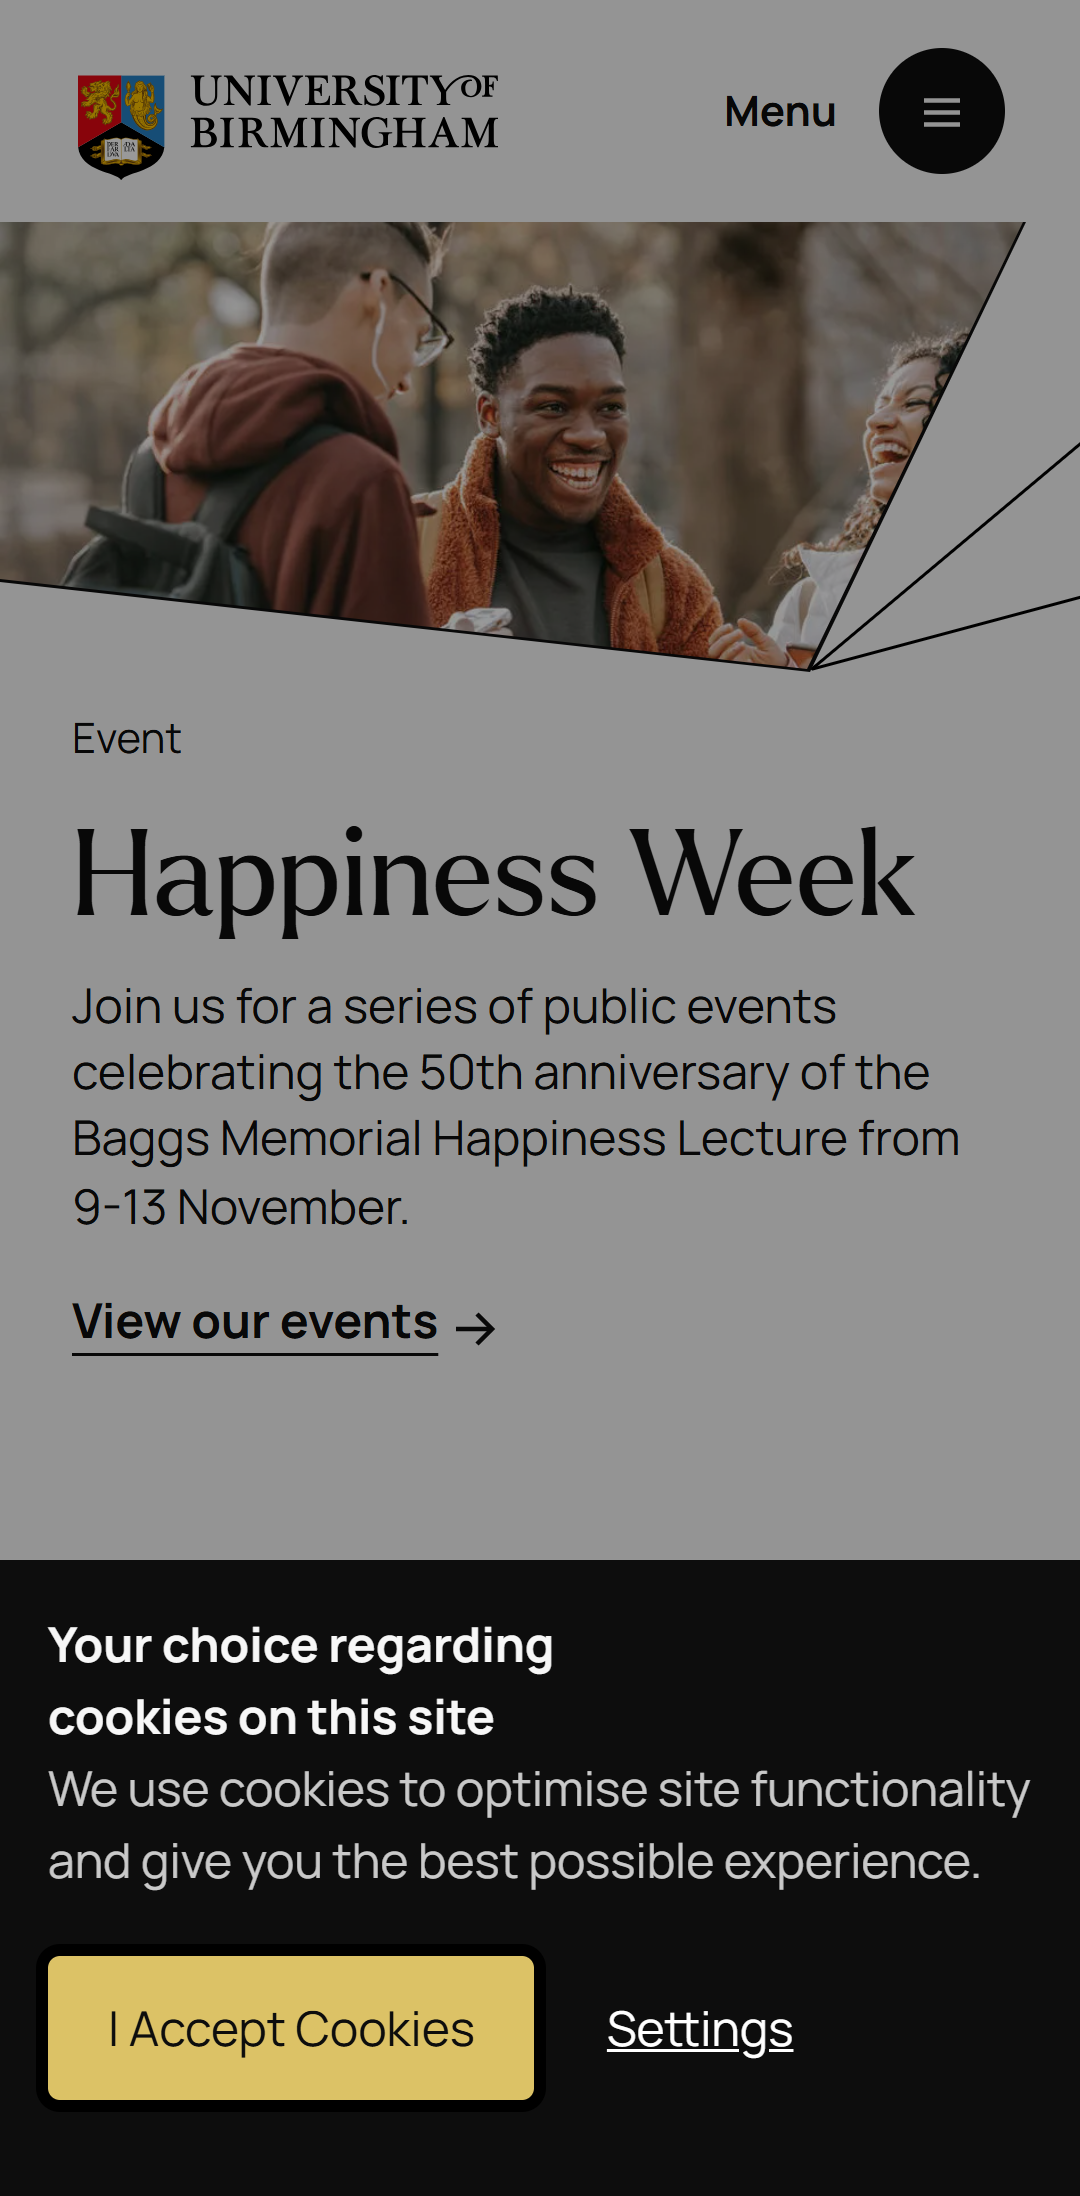 UNIVERSITY OF
BIRMINGHAM
Menu
Event
Happiness Week
Join us for a series of public events
celebrating the 50th anniversary of the
Baggs Memorial Happiness Lecture from
9-13 November.
View our events →
Your choice regarding
cookies on this site
We use cookies to optimise site functionality
and give you the best possible experience.
I Accept Cookies
Settings